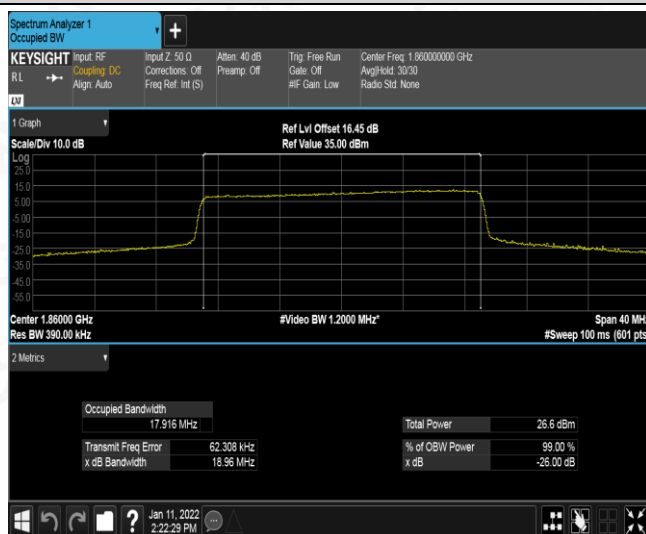 Spectrum Analyzer 1
Occupied BW
KEYSIGHT
R L
LXI
Input: RF
Coupling: DC
Align: Auto
Input Z: 50 Ω
Corrections: Off
Freq Ref: Int (S)
Atten: 40 dB
Preamp: Off
Trig: Free Run
Gate: Off
#IF Gain: Low
Center Freq: 1.860000000 GHz
Avg|Hold: 30/30
Radio Std: None
1 Graph
Scale/Div 10.0 dB
Ref Lvl Offset 16.45 dB
Ref Value 35.00 dBm
Log
25.0
15.0
5.00
-5.00
-15.0
-25.0
-35.0
-45.0
-55.0
Center 1.86000 GHz
Res BW 390.00 kHz
#Video BW 1.2000 MHz*
Span 40 MHz
#Sweep 100 ms (601 pts
2 Metrics
Occupied Bandwidth
17.916 MHz
Transmit Freq Error 62.308 kHz
x dB Bandwidth 18.96 MHz
Total Power 26.6 dBm
% of OBW Power 99.00 %
x dB -26.00 dB
?
Jan 11, 2022
2:22:29 PM